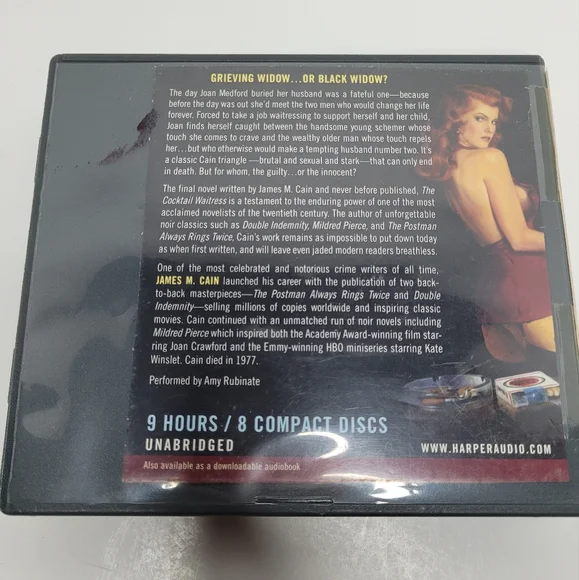 GRIEVING WIDOW...OR BLACK WIDOW?
The day Joan Medford buried her husband was a fateful one—because
before the day was out she'd meet the two men who would change her life
forever. Forced to take a job waitressing to support herself and her child,
Joan finds herself caught between the handsome young schemer whose
touch she comes to crave and the wealthy older man whose touch repels
her...but who otherwise would make a tempting husband number two. It's
a classic Cain triangle—brutal and sexual and stark—that can only end
in death. But for whom, the guilty...or the innocent?
The final novel written by James M. Cain and never before published, The
Cocktail Waitress is a testament to the enduring power of one of the most
acclaimed novelists of the twentieth century. The author of unforgettable
noir classics such as Double Indemnity, Mildred Pierce, and The Postman
Always Rings Twice, Cain's work remains as impossible to put down today
as when first written, and will leave even jaded modern readers breathless.
One of the most celebrated and notorious crime writers of all time,
JAMES M. CAIN launched his career with the publication of two back-
to-back masterpieces—The Postman Always Rings Twice and Double
Indemnity—selling millions of copies worldwide and inspiring classic
movies. Cain continued with an unmatched run of noir novels including
Mildred Pierce which inspired both the Academy Award-winning film star-
ring Joan Crawford and the Emmy-winning HBO miniseries starring Kate
Winslet. Cain died in 1977.
Performed by Amy Rubinate
9 HOURS / 8 COMPACT DISCS
UNABRIDGED
WWW.HARPERAUDIO.COM
Also available as a downloadable audiobook